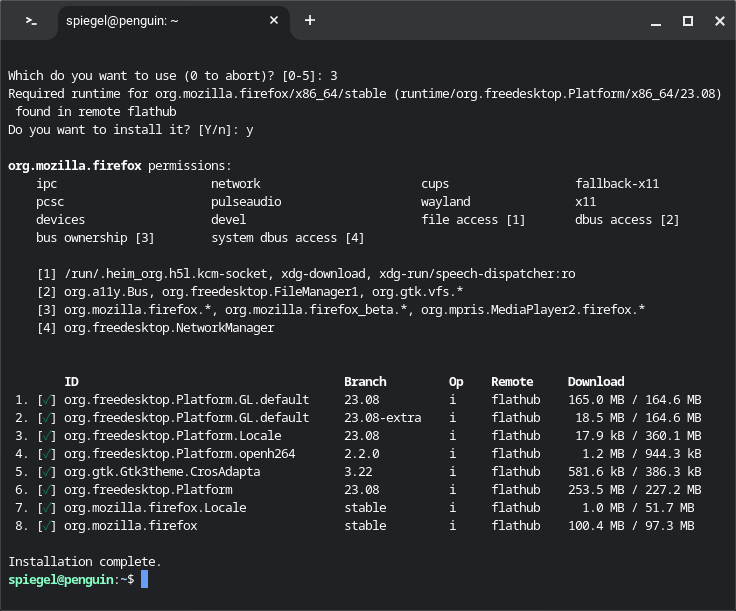 >_ spiegel@penguin: ~ × +
Which do you want to use (0 to abort)? [0-5]: 3
Required runtime for org.mozilla.firefox/x86_64/stable (runtime/org.freedesktop.Platform/x86_64/23.08)
found in remote flathub
Do you want to install it? [Y/n]: y
org.mozilla.firefox permissions:
ipc network cups fallback-x11
pcsc pulseaudio wayland x11
devices devel file access [1] dbus access [2]
bus ownership [3] system dbus access [4]
[1] /run/.heim_org.h5l.kcm-socket, xdg-download, xdg-run/speech-dispatcher:ro
[2] org.a11y.Bus, org.freedesktop.FileManager1, org.gtk.vfs.*
[3] org.mozilla.firefox.*, org.mozilla.firefox_beta.*, org.mpris.MediaPlayer2.firefox.*
[4] org.freedesktop.NetworkManager
ID Branch Op Remote Download
1. [✓] org.freedesktop.Platform.GL.default 23.08 i flathub 165.0 MB / 164.6 MB
2. [✓] org.freedesktop.Platform.GL.default 23.08-extra i flathub 18.5 MB / 164.6 MB
3. [✓] org.freedesktop.Platform.Locale 23.08 i flathub 17.9 kB / 360.1 MB
4. [✓] org.freedesktop.Platform.openh264 2.2.0 i flathub 1.2 MB / 944.3 kB
5. [✓] org.gtk.Gtk3theme.CrosAdapta 3.22 i flathub 581.6 kB / 386.3 kB
6. [✓] org.freedesktop.Platform 23.08 i flathub 253.5 MB / 227.2 MB
7. [✓] org.mozilla.firefox.Locale stable i flathub 1.0 MB / 51.7 MB
8. [✓] org.mozilla.firefox stable i flathub 100.4 MB / 97.3 MB
Installation complete.
spiegel@penguin:~$